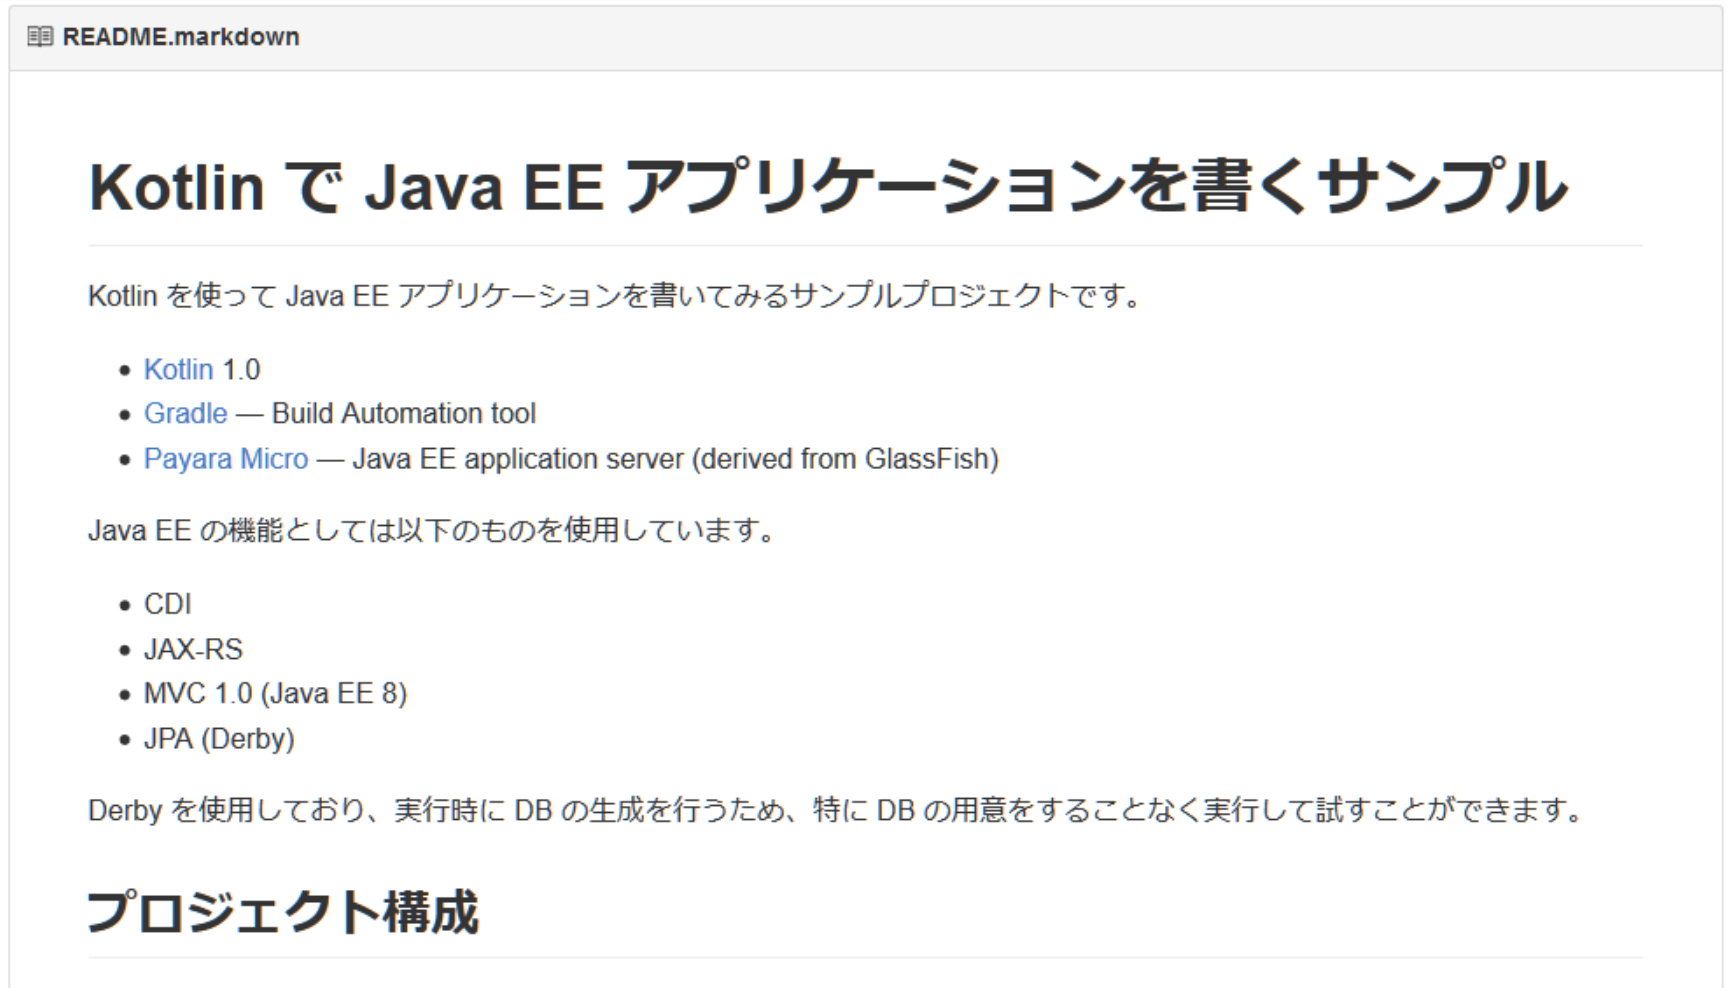 README.markdown
Kotlin で Java EE アプリケーションを書くサンプル
Kotlin を使って Java EE アプリケーションを書いてみるサンプルプロジェクトです。
• Kotlin 1.0
• Gradle — Build Automation tool
• Payara Micro — Java EE application server (derived from GlassFish)
Java EE の機能としては以下のものを使用しています。
• CDI
• JAX-RS
• MVC 1.0 (Java EE 8)
• JPA (Derby)
Derby を使用しており、実行時に DB の生成を行うため、特に DB の用意をすることなく実行して試すことができます。
プロジェクト構成